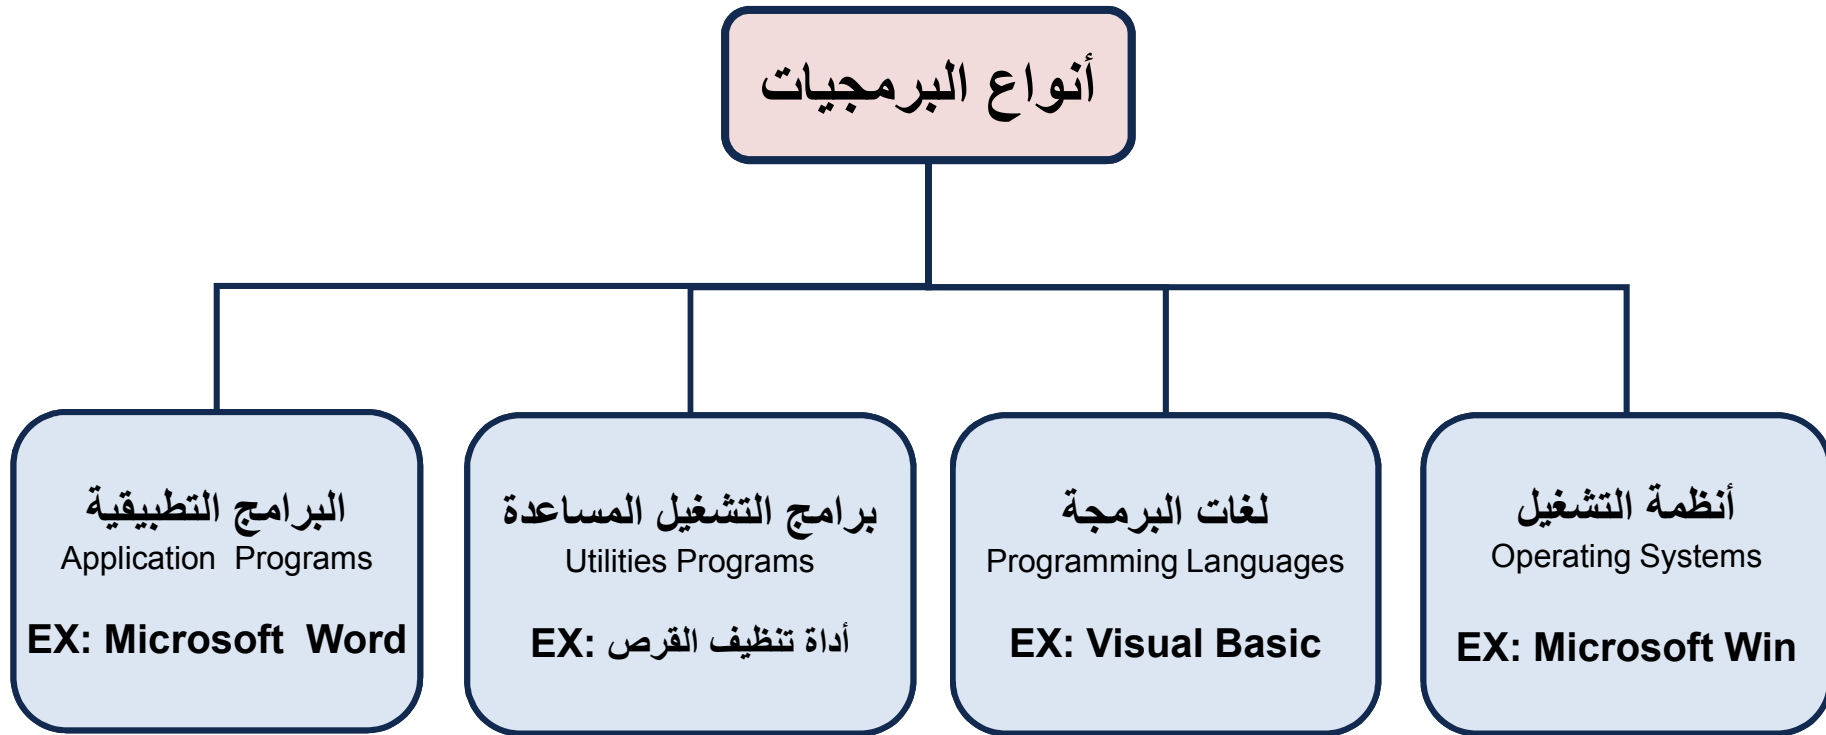 أنواع البرمجيات
أنظمة التشغيل
Operating Systems
EX: Microsoft Win
لغات البرمجة
Programming Languages
EX: Visual Basic
برامج التشغيل المساعدة
Utilities Programs
EX: أداة تنظيف القرص
البرامج التطبيقية
Application Programs
EX: Microsoft Word